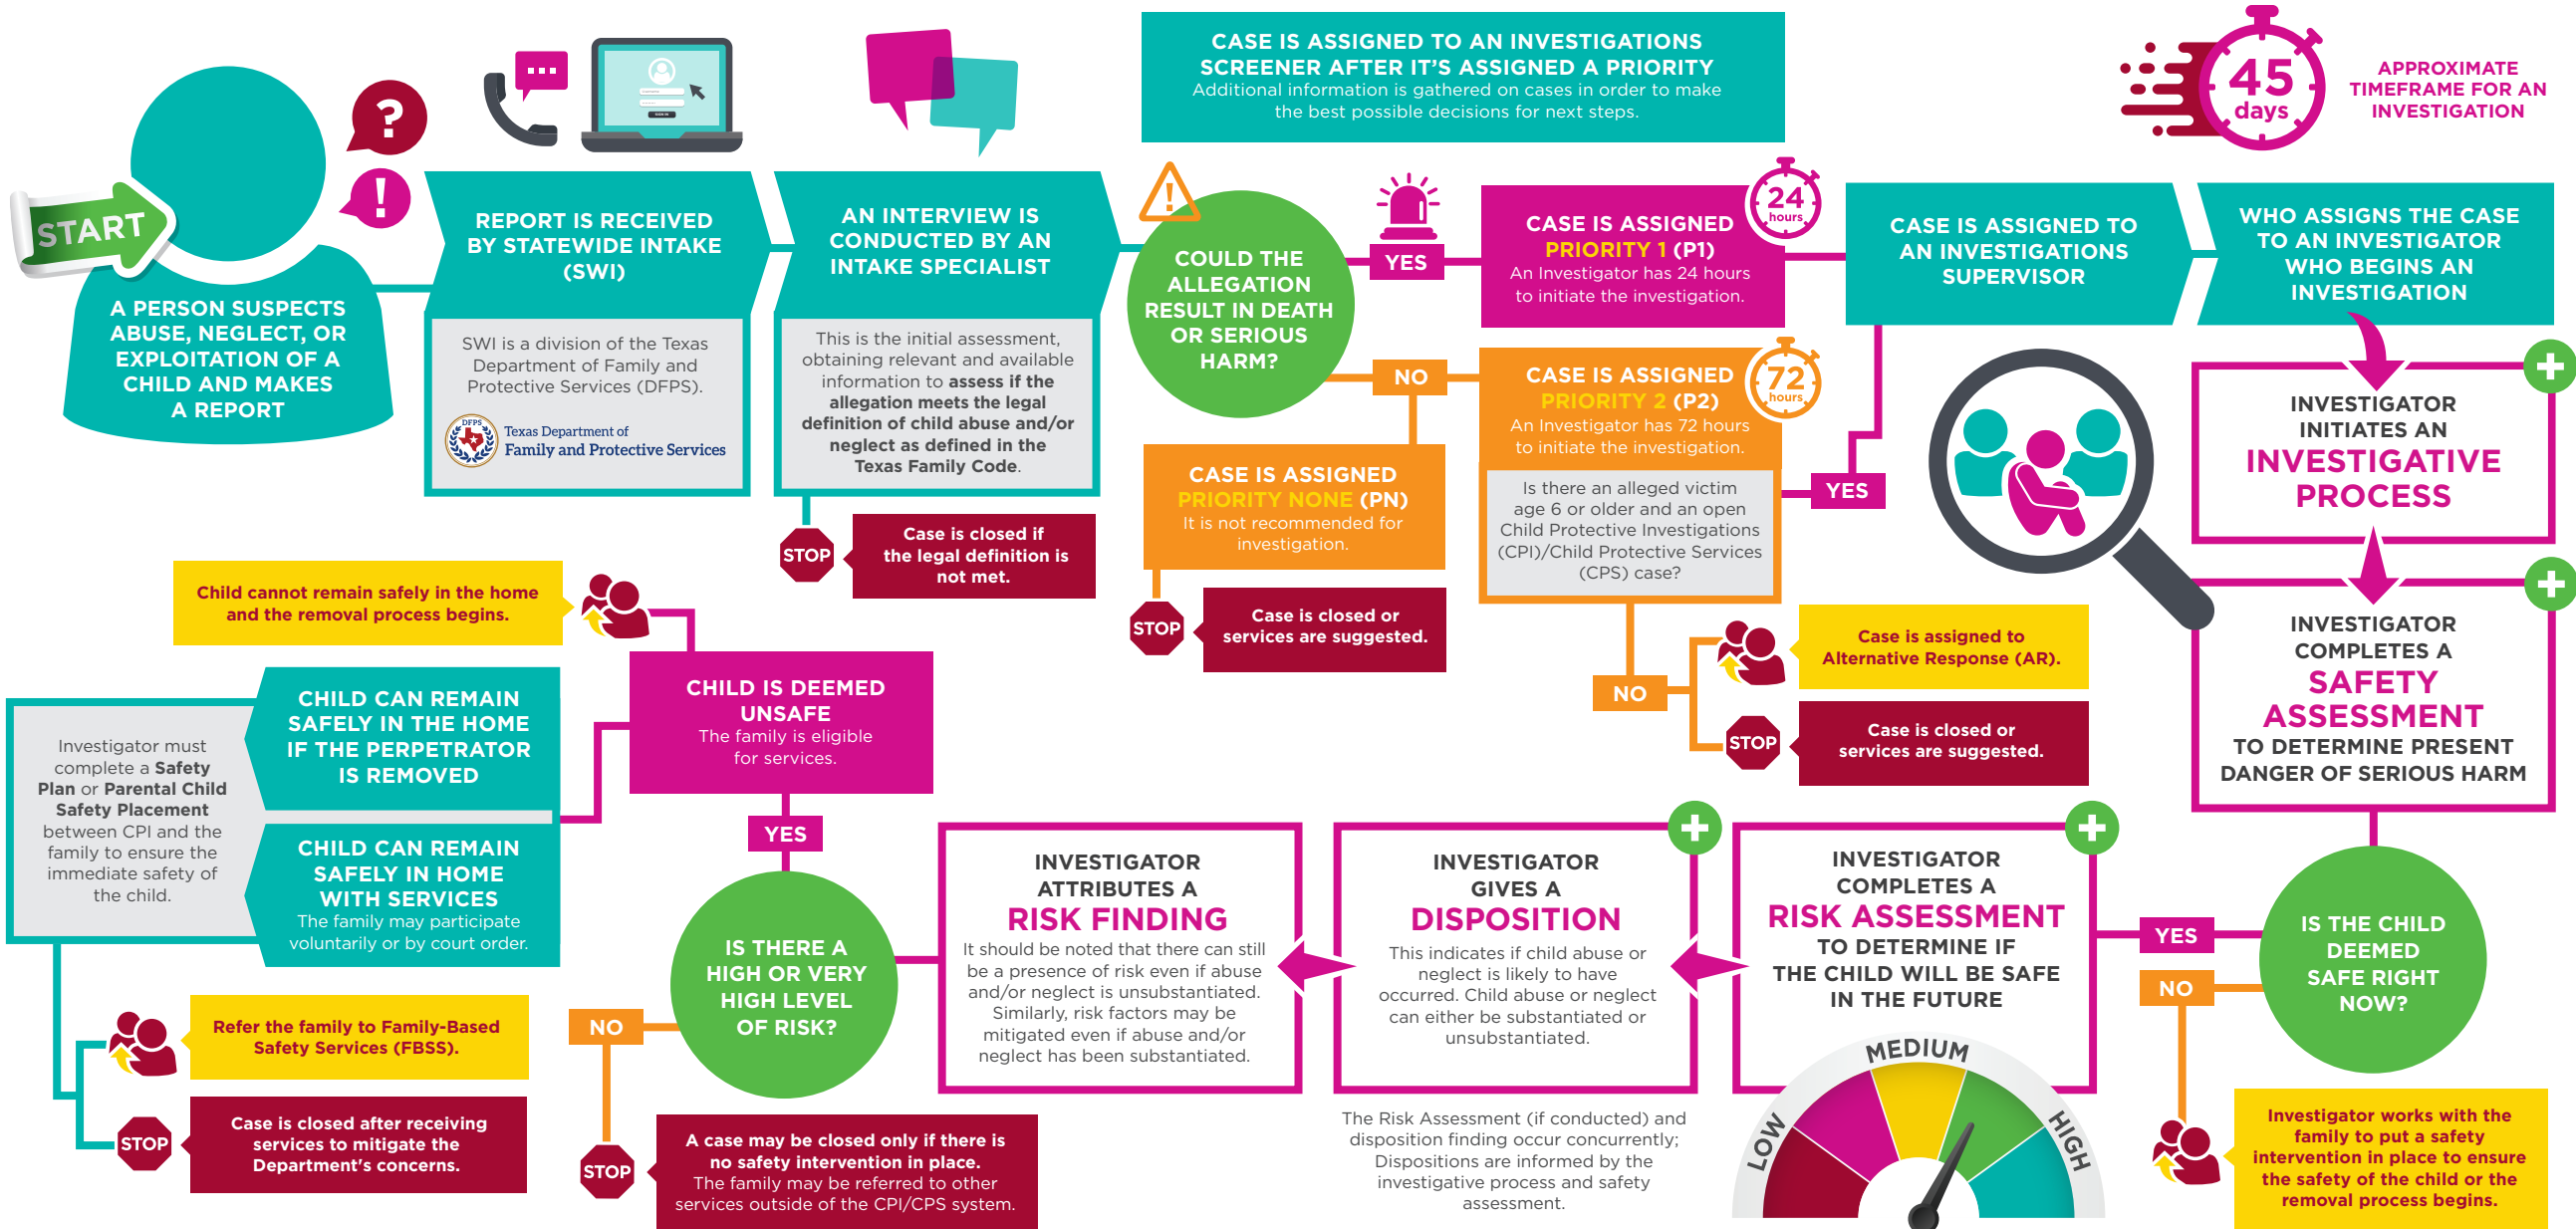 START
A PERSON SUSPECTS
ABUSE, NEGLECT, OR
EXPLOITATION OF A
CHILD AND MAKES
A REPORT
?
!
REPORT IS RECEIVED
BY STATEWIDE INTAKE
(SWI)
SWI is a division of the Texas
Department of Family and
Protective Services (DFPS).
DFPS
Texas Department of
Family and Protective Services
AN INTERVIEW IS
CONDUCTED BY AN
INTAKE SPECIALIST
This is the initial assessment,
obtaining relevant and available
information to assess if the
allegation meets the legal
definition of child abuse and/or
neglect as defined in the
Texas Family Code.
STOP
Case is closed if
the legal definition is
not met.
CASE IS ASSIGNED TO AN INVESTIGATIONS
SCREENER AFTER IT'S ASSIGNED A PRIORITY
Additional information is gathered on cases in order to make
the best possible decisions for next steps.
!
COULD THE
ALLEGATION
RESULT IN DEATH
OR SERIOUS
HARM?
YES
CASE IS ASSIGNED
PRIORITY 1 (P1)
An Investigator has 24 hours
to initiate the investigation.
24
hours
NO
CASE IS ASSIGNED
PRIORITY 2 (P2)
An Investigator has 72 hours
to initiate the investigation.
72
hours
Is there an alleged victim
age 6 or older and an open
Child Protective Investigations
(CPI)/Child Protective Services
(CPS) case?
YES
CASE IS ASSIGNED
PRIORITY NONE (PN)
It is not recommended for
investigation.
STOP
Case is closed or
services are suggested.
NO
Case is assigned to
Alternative Response (AR).
STOP
Case is closed or
services are suggested.
45
days
APPROXIMATE
TIMEFRAME FOR AN
INVESTIGATION
CASE IS ASSIGNED TO
AN INVESTIGATIONS
SUPERVISOR
WHO ASSIGNS THE CASE
TO AN INVESTIGATOR
WHO BEGINS AN
INVESTIGATION
INVESTIGATOR
INITIATES AN
INVESTIGATIVE
PROCESS
INVESTIGATOR
COMPLETES A
SAFETY
ASSESSMENT
TO DETERMINE PRESENT
DANGER OF SERIOUS HARM
IS THE CHILD
DEEMED
SAFE RIGHT
NOW?
YES
NO
Investigator works with the
family to put a safety
intervention in place to ensure
the safety of the child or the
removal process begins.
INVESTIGATOR
COMPLETES A
RISK ASSESSMENT
TO DETERMINE IF
THE CHILD WILL BE SAFE
IN THE FUTURE
LOW
MEDIUM
HIGH
INVESTIGATOR
GIVES A
DISPOSITION
This indicates if child abuse or
neglect is likely to have
occurred. Child abuse or neglect
can either be substantiated or
unsubstantiated.
The Risk Assessment (if conducted) and
disposition finding occur concurrently;
Dispositions are informed by the
investigative process and safety
assessment.
INVESTIGATOR
ATTRIBUTES A
RISK FINDING
It should be noted that there can still
be a presence of risk even if abuse
and/or neglect is unsubstantiated.
Similarly, risk factors may be
mitigated even if abuse and/or
neglect has been substantiated.
IS THERE A
HIGH OR VERY
HIGH LEVEL
OF RISK?
NO
STOP
A case may be closed only if there is
no safety intervention in place.
The family may be referred to other
services outside of the CPI/CPS system.
YES
CHILD IS DEEMED
UNSAFE
The family is eligible
for services.
Child cannot remain safely in the home
and the removal process begins.
CHILD CAN REMAIN
SAFELY IN THE HOME
IF THE PERPETRATOR
IS REMOVED
CHILD CAN REMAIN
SAFELY IN HOME
WITH SERVICES
The family may participate
voluntarily or by court order.
Investigator must
complete a Safety
Plan or Parental Child
Safety Placement
between CPI and the
family to ensure the
immediate safety of
the child.
Refer the family to Family-Based
Safety Services (FBSS).
STOP
Case is closed after receiving
services to mitigate the
Department's concerns.